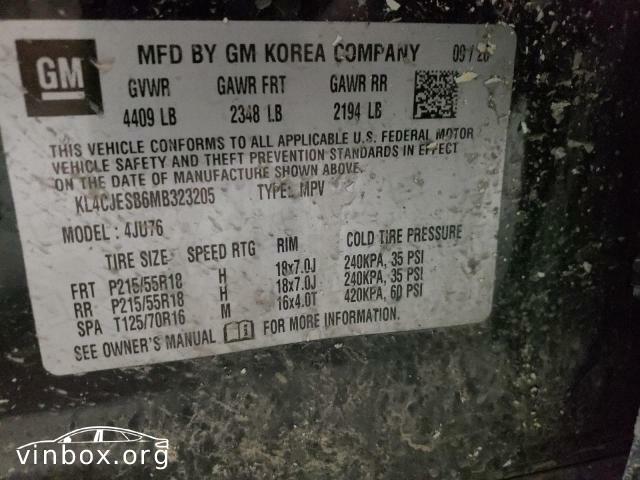 GM
MFD BY GM KOREA COMPANY 09/20
GVWR GAWR FRT GAWR RR
4409 LB 2348 LB 2194 LB
THIS VEHICLE CONFORMS TO ALL APPLICABLE U.S. FEDERAL MOTOR
VEHICLE SAFETY AND THEFT PREVENTION STANDARDS IN EFFECT
ON THE DATE OF MANUFACTURE SHOWN ABOVE.
KL4CJESB6MB323205 TYPE: MPV
MODEL: 4JU76
TIRE SIZE SPEED RTG RIM COLD TIRE PRESSURE
FRT P215/55R18 H 18x7.0J 240KPA, 35 PSI
RR P215/55R18 H 18x7.0J 240KPA, 35 PSI
SPA T125/70R16 M 16x4.0T 420KPA, 60 PSI
SEE OWNER'S MANUAL FOR MORE INFORMATION.
vinbox.org